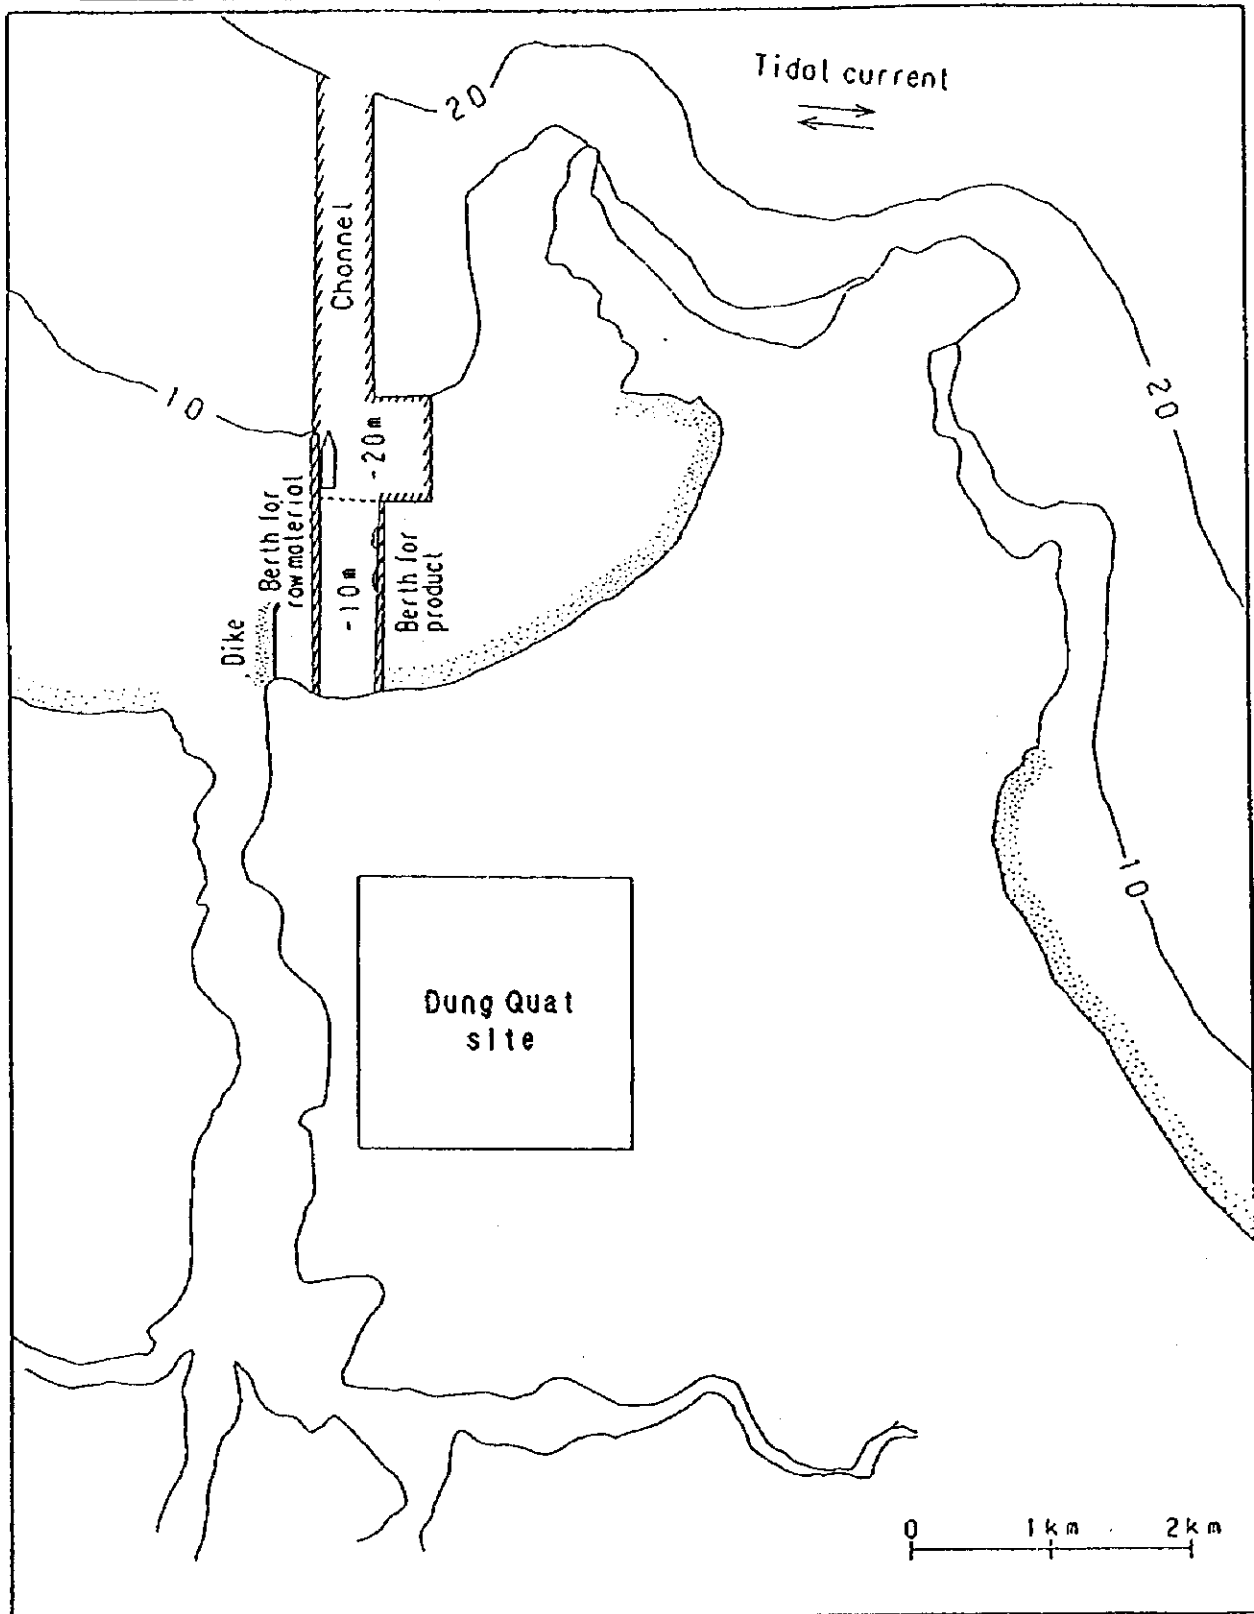 Tidal current
20
Channel
10
-20m
20
Berth for
raw material
-10m
Berth for
product
Dike
10
Dung Quat
site
0 1km 2km